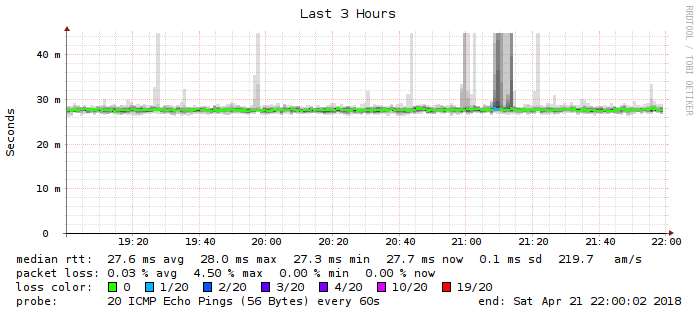 Last 3 Hours
RRDTOOL / TOBI OETIKER
Seconds
40 m
30 m
20 m
10 m
0
19:20 19:40 20:00 20:20 20:40 21:00 21:20 21:40 22:00
median rtt: 27.6 ms avg 28.0 ms max 27.3 ms min 27.7 ms now 0.1 ms sd 219.7 am/s
packet loss: 0.03 % avg 4.50 % max 0.00 % min 0.00 % now
loss color: 0 1/20 2/20 3/20 4/20 10/20 19/20
probe: 20 ICMP Echo Pings (56 Bytes) every 60s end: Sat Apr 21 22:00:02 2018